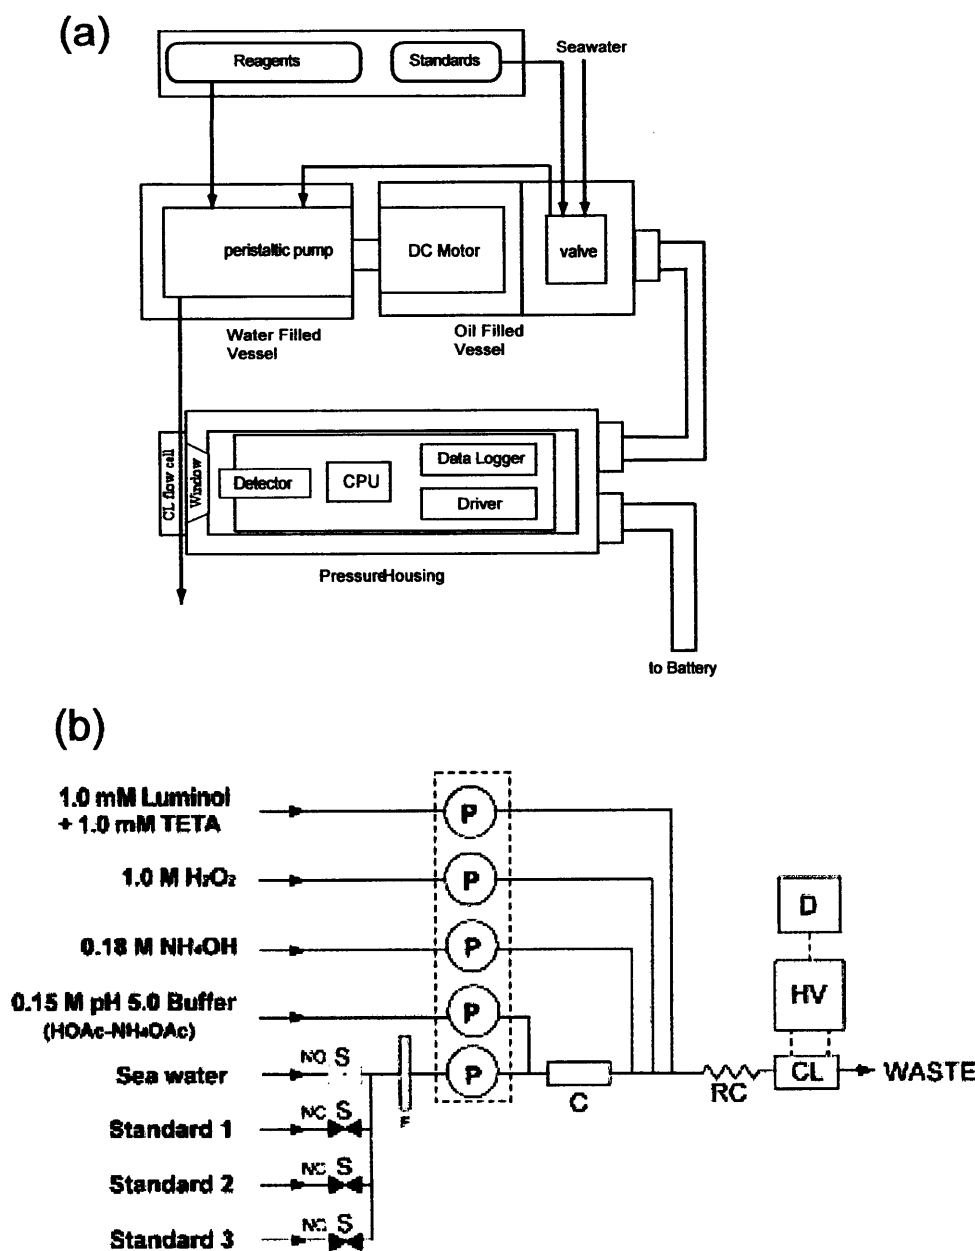 (a)
Reagents
Standards
Seawater
peristaltic pump
DC Motor
valve
Water Filled
Vessel
Oil Filled
Vessel
CL flow cell
Window
Detector
CPU
Data Logger
Driver
PressureHousing
to Battery
(b)
1.0 mM Luminol
+ 1.0 mM TETA
P
1.0 M H₂O₂
P
D
0.18 M NH₄OH
P
HV
0.15 M pH 5.0 Buffer
(HOAc-NH₄OAc)
P
Sea water
NO S
F
P
C
RC
CL
WASTE
Standard 1
NC S
Standard 2
NC S
Standard 3
NC S